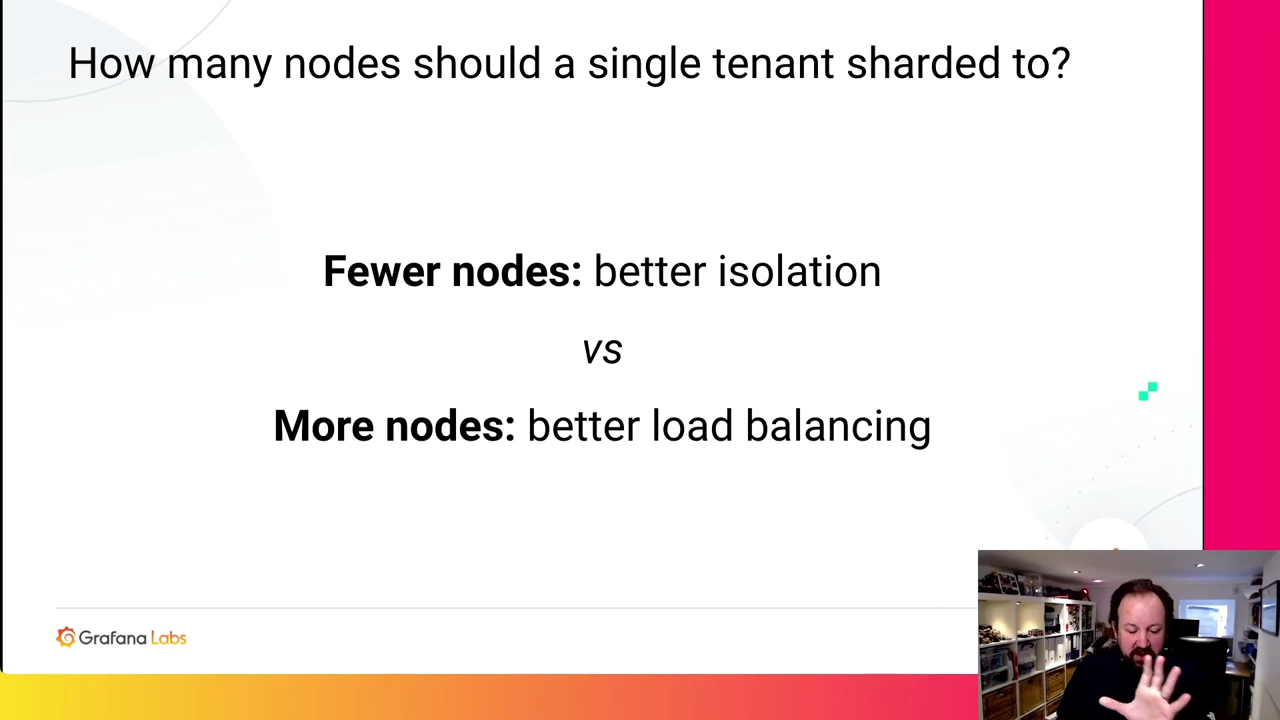 How many nodes should a single tenant sharded to?
Fewer nodes: better isolation
vs
More nodes: better load balancing
Grafana Labs